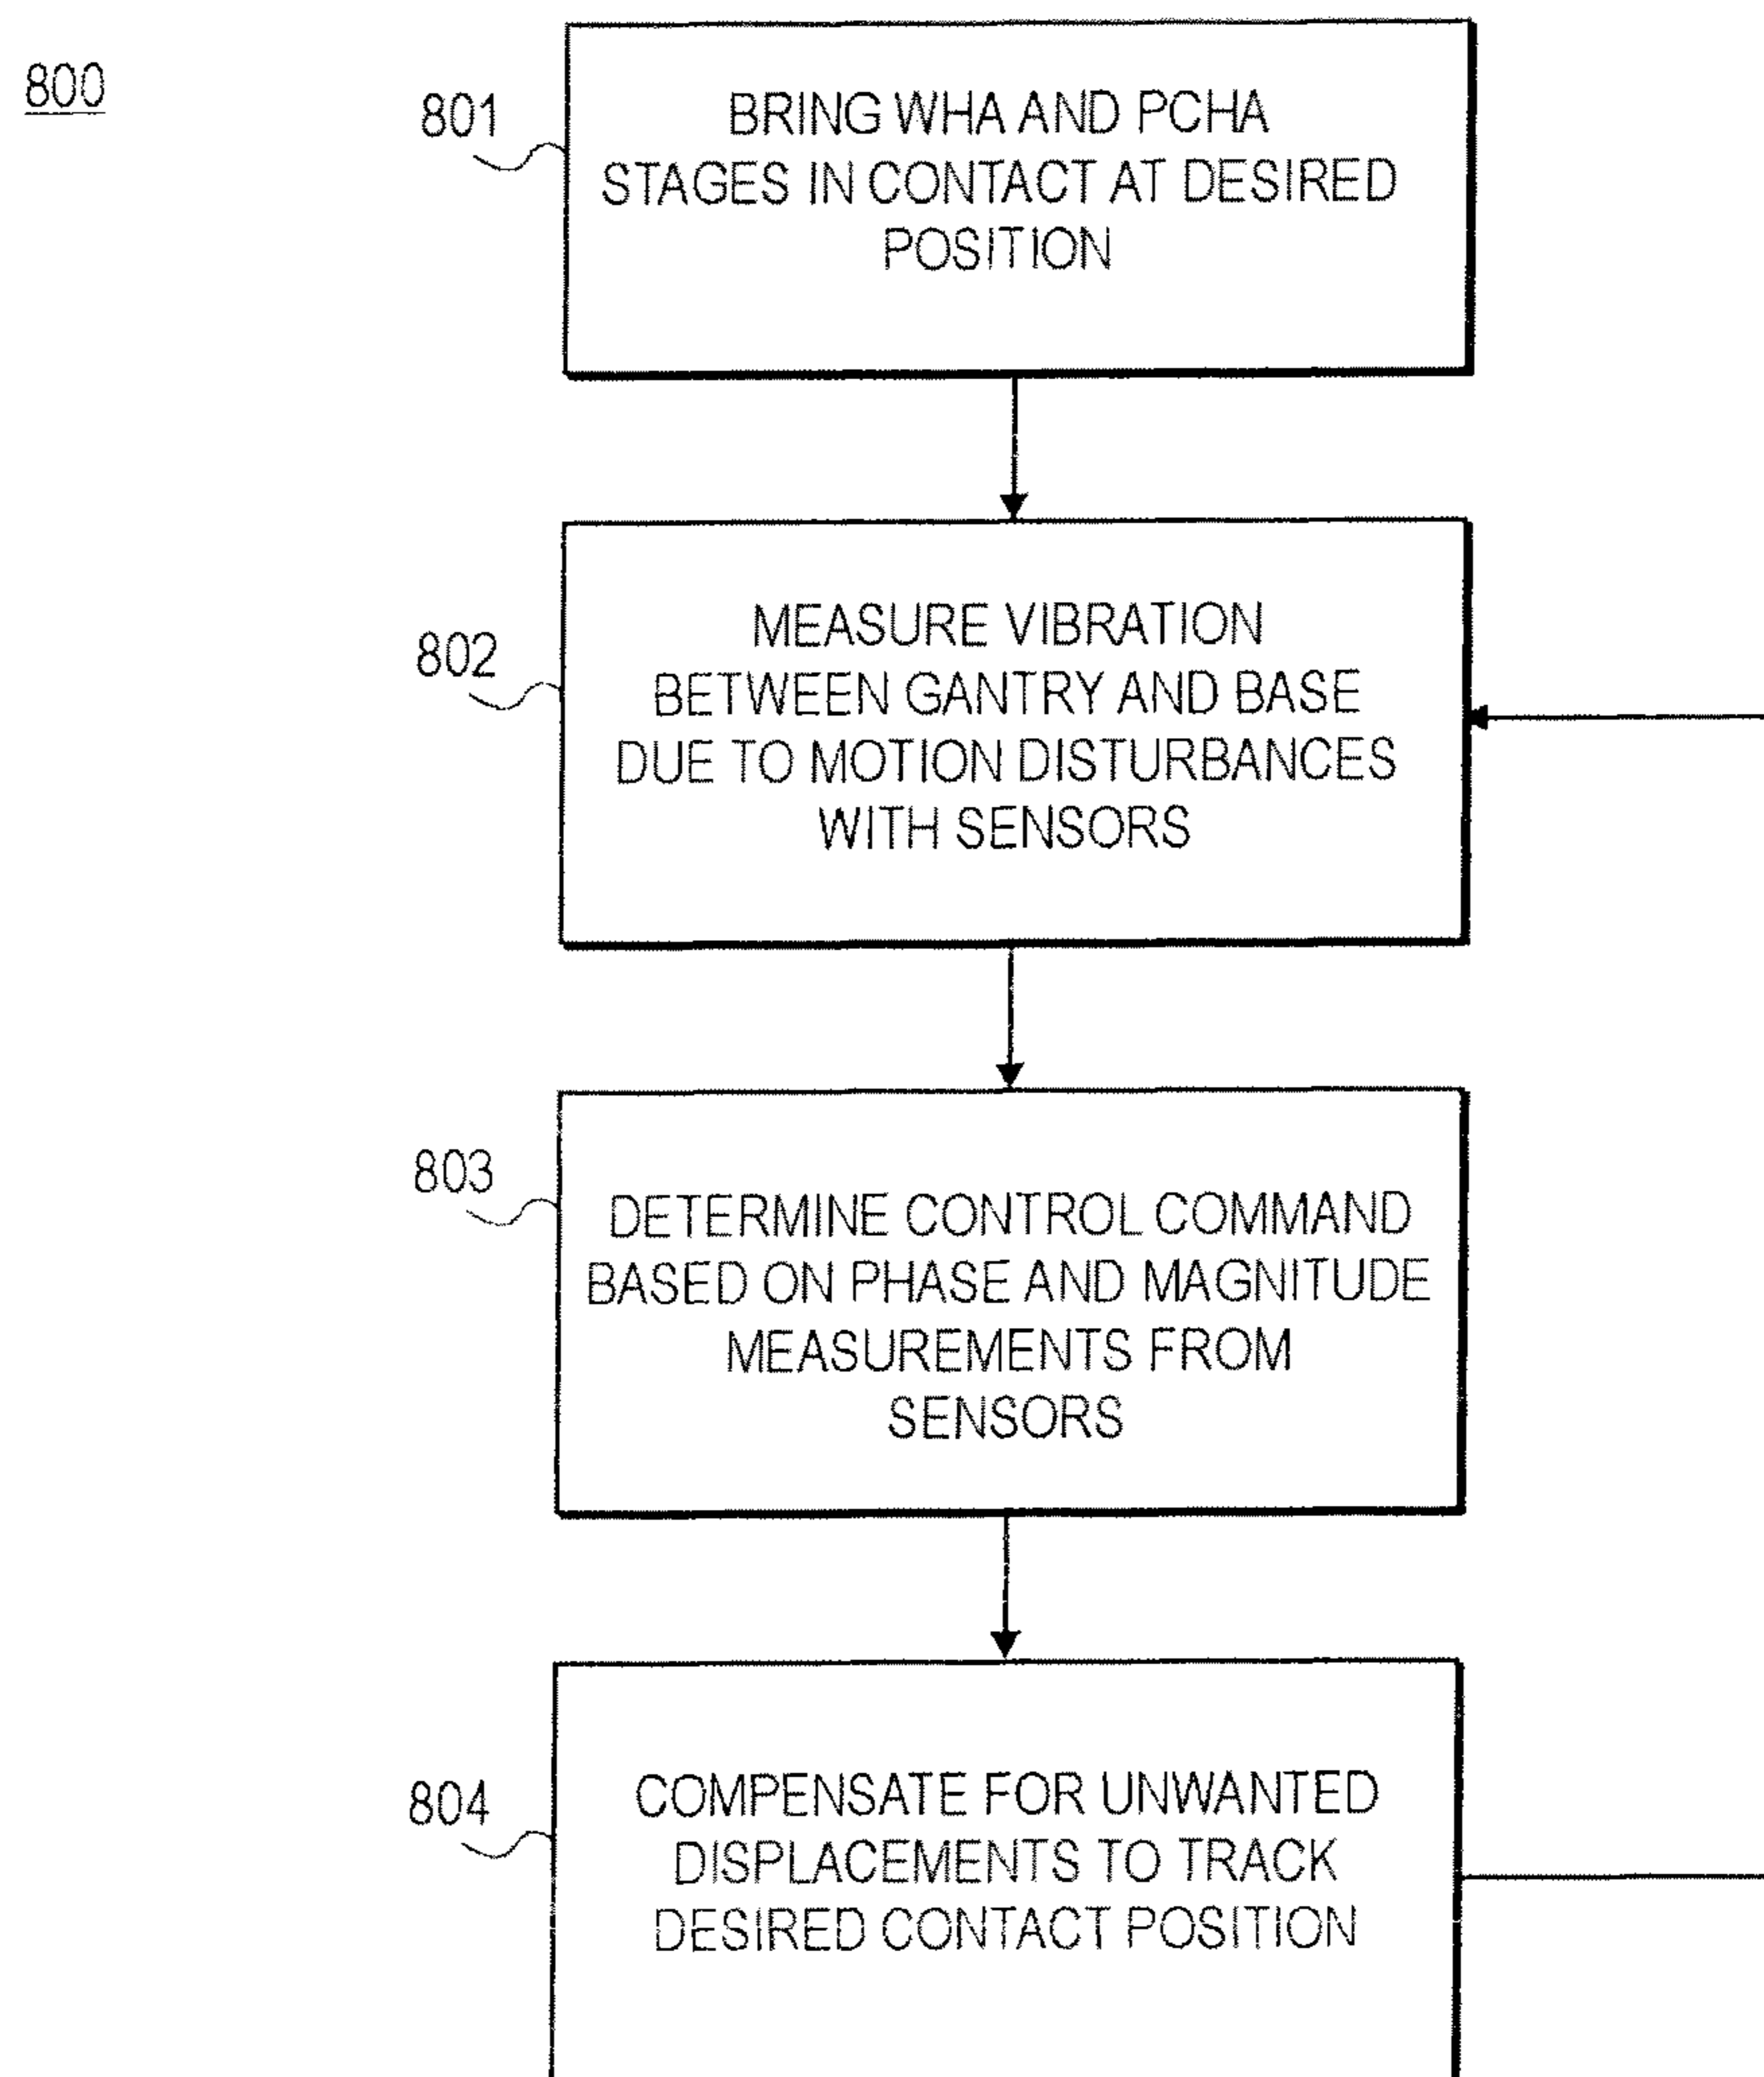 800
801
BRING WHA AND PCHA
STAGES IN CONTACT AT DESIRED
POSITION
802
MEASURE VIBRATION
BETWEEN GANTRY AND BASE
DUE TO MOTION DISTURBANCES
WITH SENSORS
803
DETERMINE CONTROL COMMAND
BASED ON PHASE AND MAGNITUDE
MEASUREMENTS FROM
SENSORS
804
COMPENSATE FOR UNWANTED
DISPLACEMENTS TO TRACK
DESIRED CONTACT POSITION